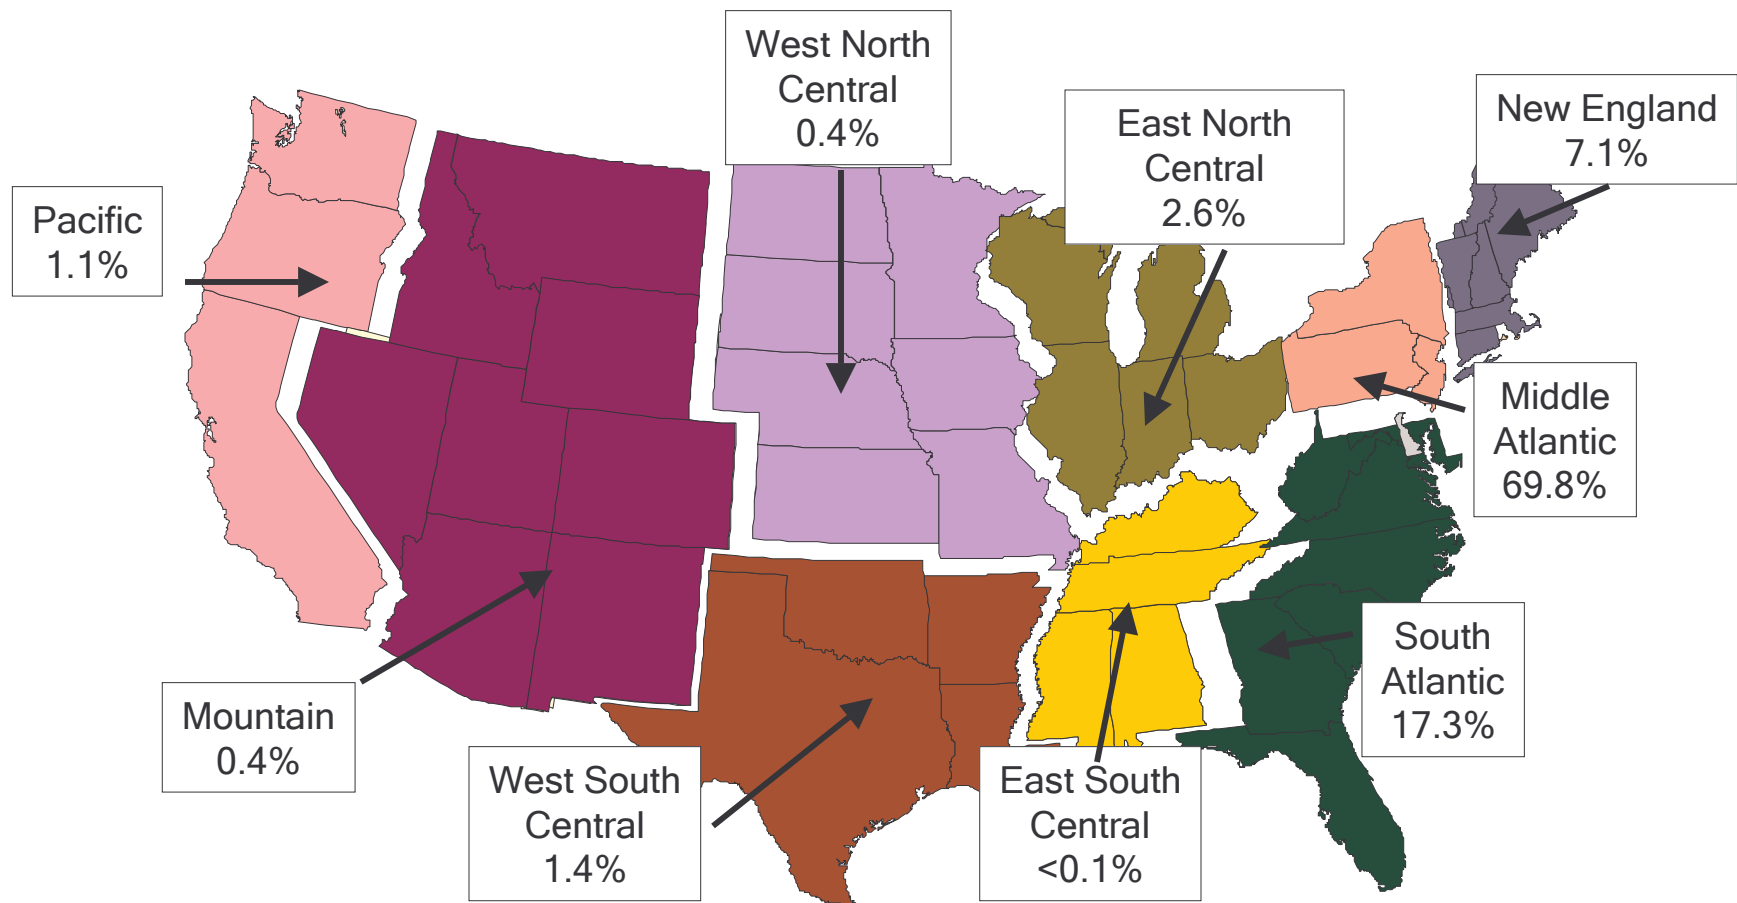 West North
Central
0.4%
New England
7.1%
East North
Central
2.6%
Pacific
1.1%
Middle
Atlantic
69.8%
South
Atlantic
17.3%
Mountain
0.4%
West South
Central
1.4%
East South
Central
<0.1%